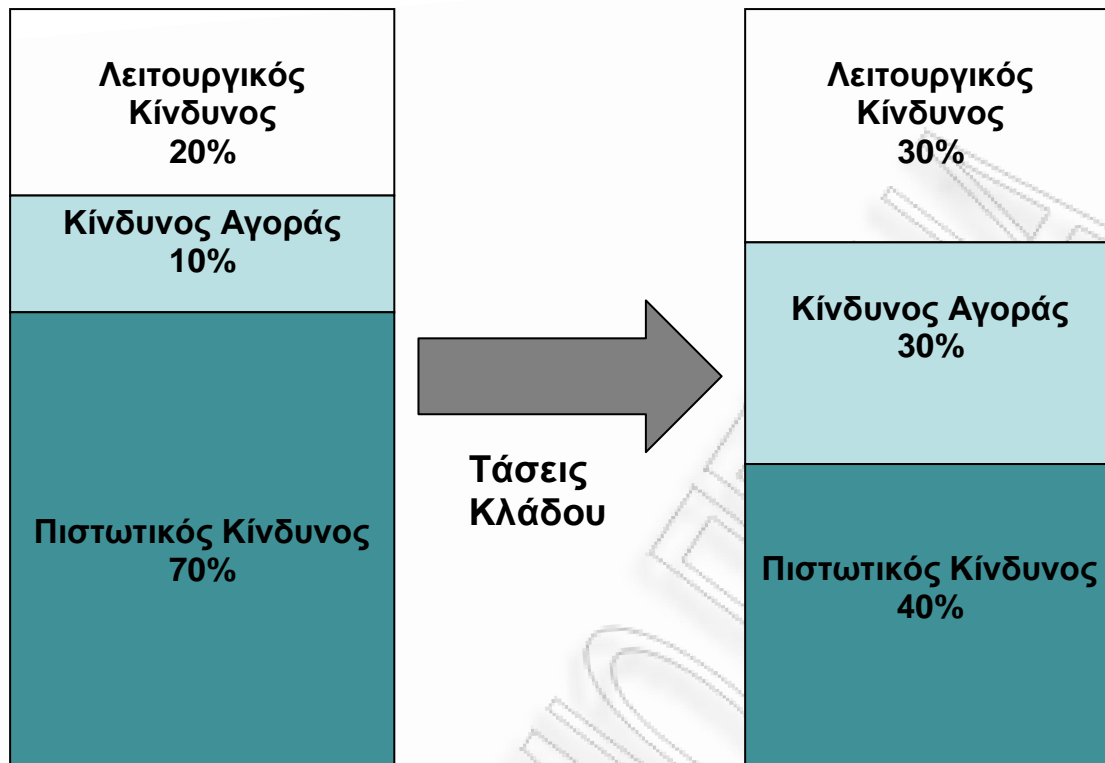 Λειτουργικός
Κίνδυνος
20%
Κίνδυνος Αγοράς
10%
Πιστωτικός Κίνδυνος
70%
Τάσεις
Κλάδου
Λειτουργικός
Κίνδυνος
30%
Κίνδυνος Αγοράς
30%
Πιστωτικός Κίνδυνος
40%